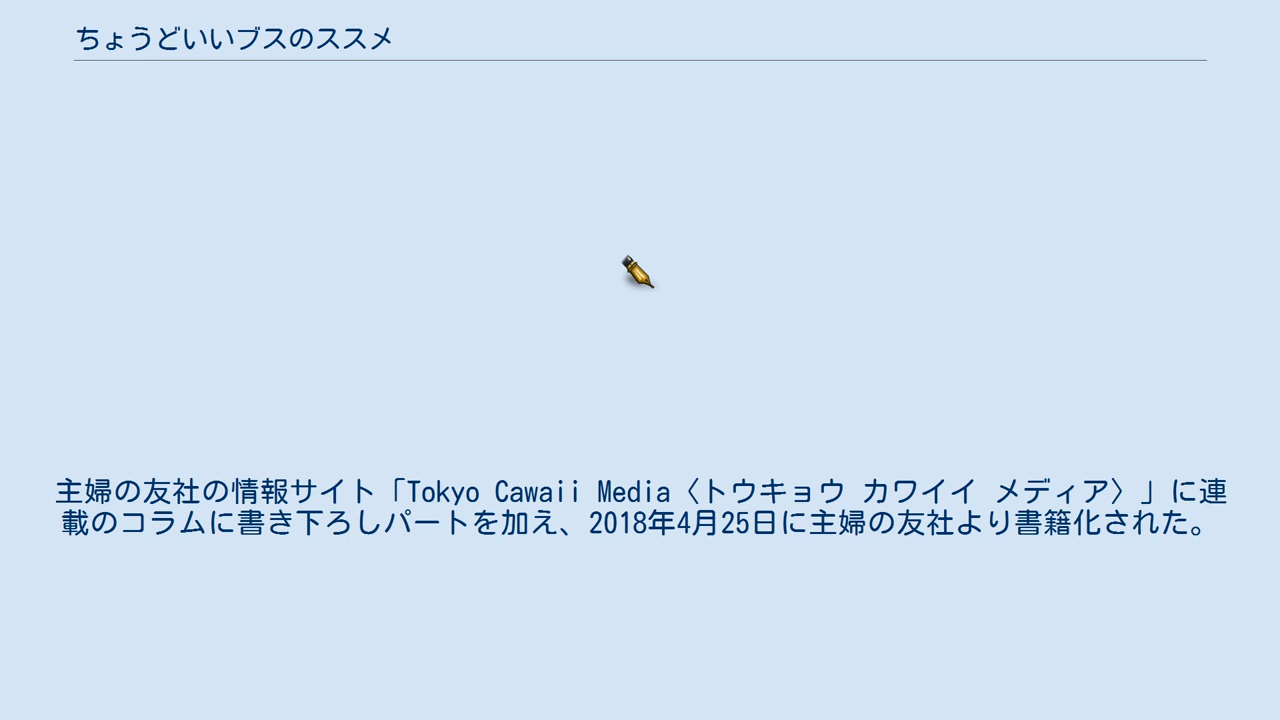 ちょうどいいブスのススメ
主婦の友社の情報サイト「Tokyo Cawaii Media〈トウキョウ カワイイ メディア〉」に連
載のコラムに書き下ろしパートを加え、2018年4月25日に主婦の友社より書籍化された。